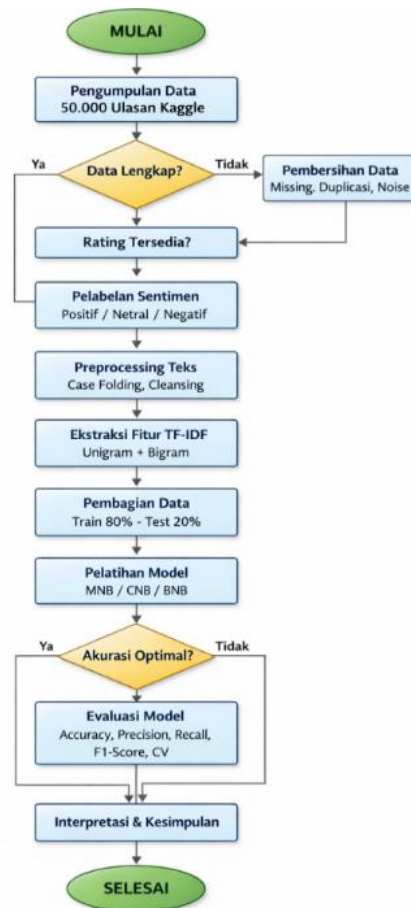 MULAI
Pengumpulan Data
50.000 Ulasan Kaggle
Ya
Data Lengkap?
Tidak
Pembersihan Data
Missing, Duplicasi, Noise
Rating Tersedia?
Pelabelan Sentimen
Positif / Netral / Negatif
Preprocessing Teks
Case Folding, Cleansing
Ekstraksi Fitur TF-IDF
Unigram + Bigram
Pembagian Data
Train 80% - Test 20%
Pelatihan Model
MNB / CNB / BNB
Ya
Akurasi Optimal?
Tidak
Evaluasi Model
Accuracy, Precision, Recall,
F1-Score, CV
Interpretasi & Kesimpulan
SELESAI